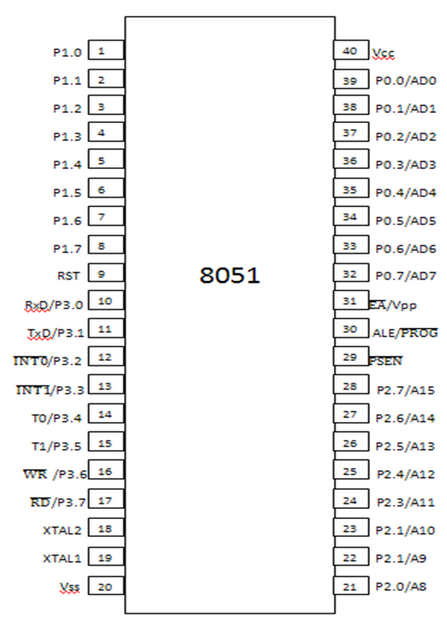 P1.0 1
P1.1 2
P1.2 3
P1.3 4
P1.4 5
P1.5 6
P1.6 7
P1.7 8
RST 9
RxD/P3.0 10
TxD/P3.1 11
INT0/P3.2 12
INT1/P3.3 13
T0/P3.4 14
T1/P3.5 15
WR /P3.6 16
RD/P3.7 17
XTAL2 18
XTAL1 19
Vss 20
8051
40 Vcc
39 P0.0/AD0
38 P0.1/AD1
37 P0.2/AD2
36 P0.3/AD3
35 P0.4/AD4
34 P0.5/AD5
33 P0.6/AD6
32 P0.7/AD7
31 EA/Vpp
30 ALE/PROG
29 PSEN
28 P2.7/A15
27 P2.6/A14
26 P2.5/A13
25 P2.4/A12
24 P2.3/A11
23 P2.1/A10
22 P2.1/A9
21 P2.0/A8